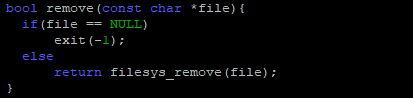 bool remove(const char *file){
  if(file == NULL)
      exit(-1);
  else
      return filesys_remove(file);
}